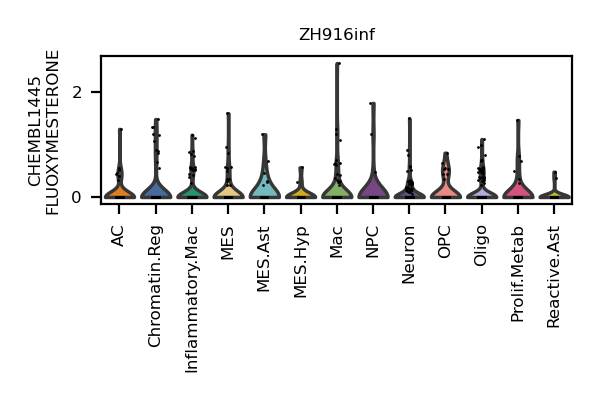 ZH916inf
CHEMBL1445
FLUOXYMESTERONE
2
0
AC
Chromatin.Reg
Inflammatory.Mac
MES
MES.Ast
MES.Hyp
Mac
NPC
Neuron
OPC
Oligo
Prolif.Metab
Reactive.Ast